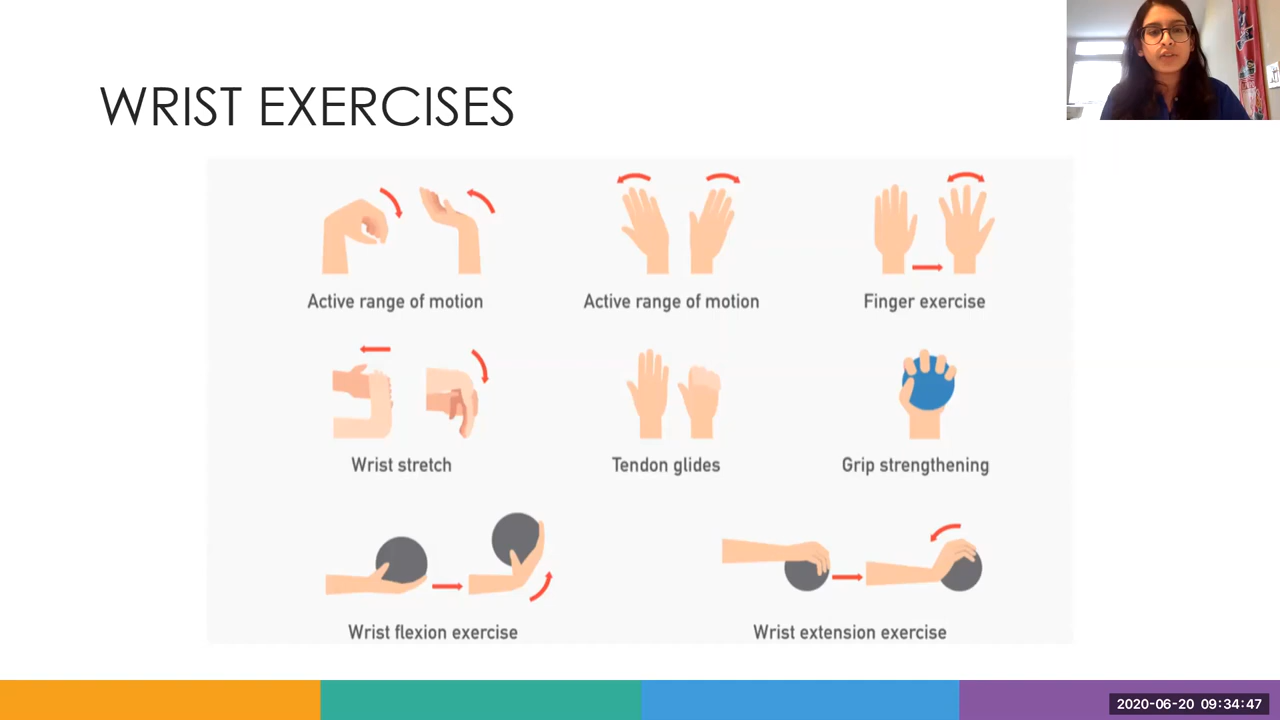 WRIST EXERCISES
Active range of motion
Active range of motion
Finger exercise
Wrist stretch
Tendon glides
Grip strengthening
Wrist flexion exercise
Wrist extension exercise
2020-06-20 09:34:47